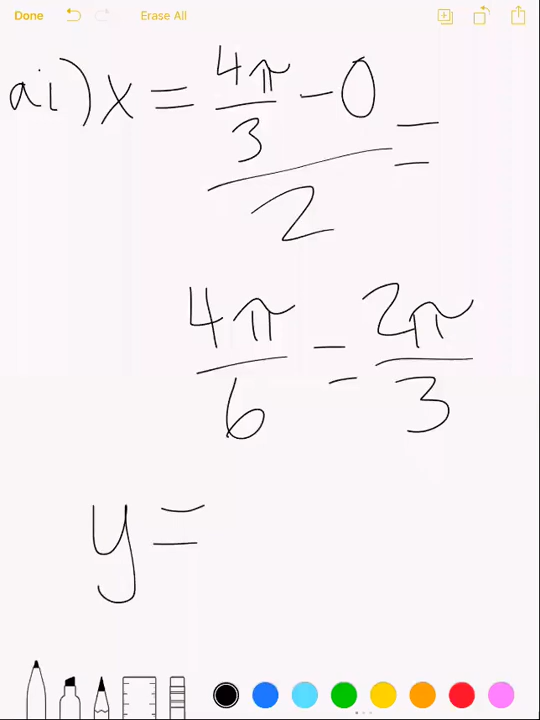 Done Erase All
ai) x = 4π/3 - 0 / 2 =
4π/6 = 2π/3
y =